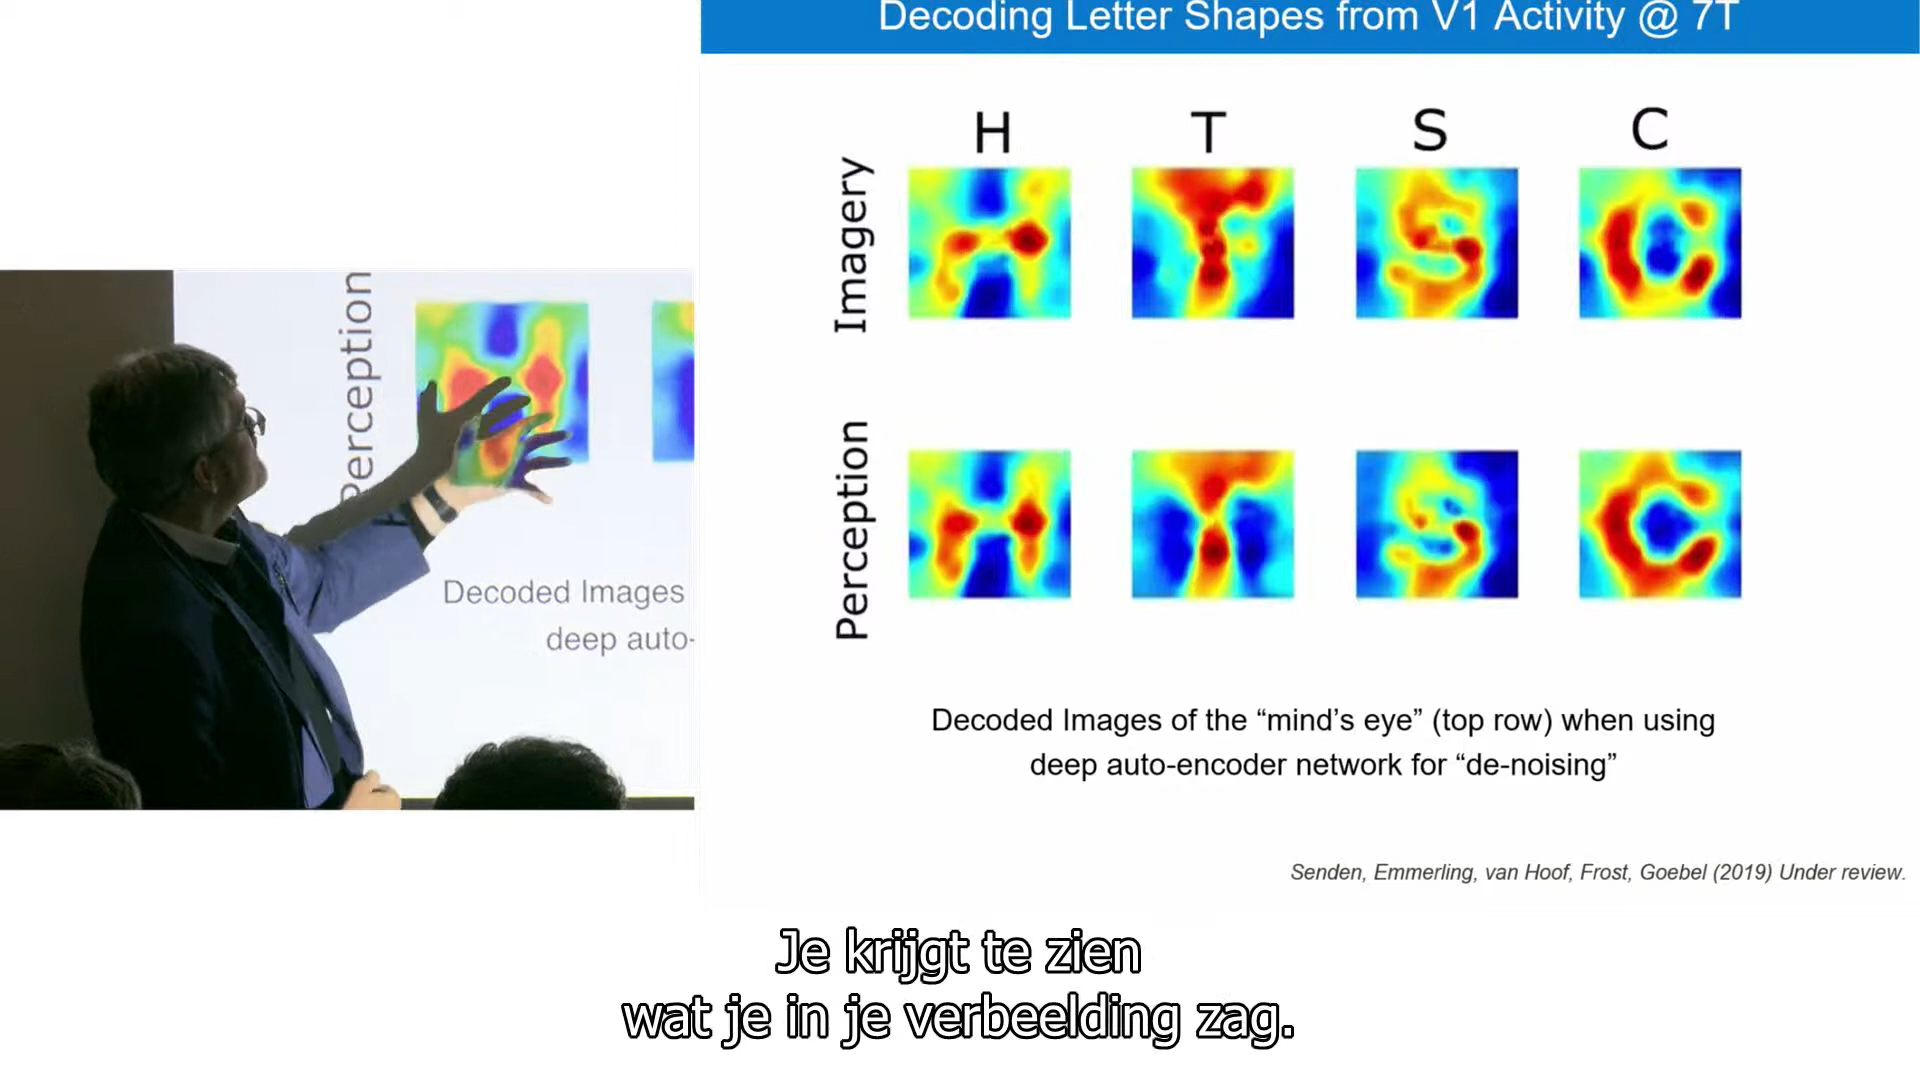 Decoding Letter Shapes from V1 Activity @ 7T
H T S C
Imagery
Perception
Decoded Images of the “mind’s eye” (top row) when using
deep auto-encoder network for “de-noising”
Senden, Emmerling, van Hoof, Frost, Goebel (2019) Under review.
Perception
Decoded Images
deep auto-
Je krijgt te zien
wat je in je verbeelding zag.